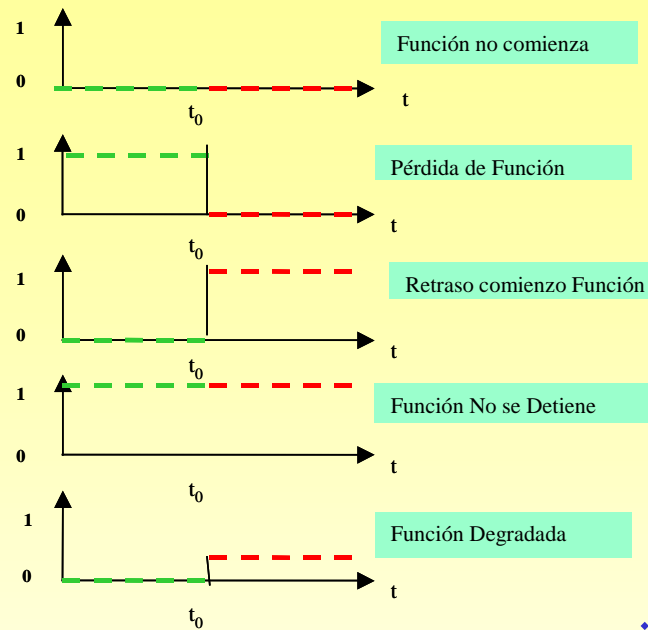 1
Función no comienza
0
t
t0
1
Pérdida de Función
0
t
t0
1
Retraso comienzo Función
0
t
t0
1
Función No se Detiene
0
t
t0
1
Función Degradada
0
t
t0